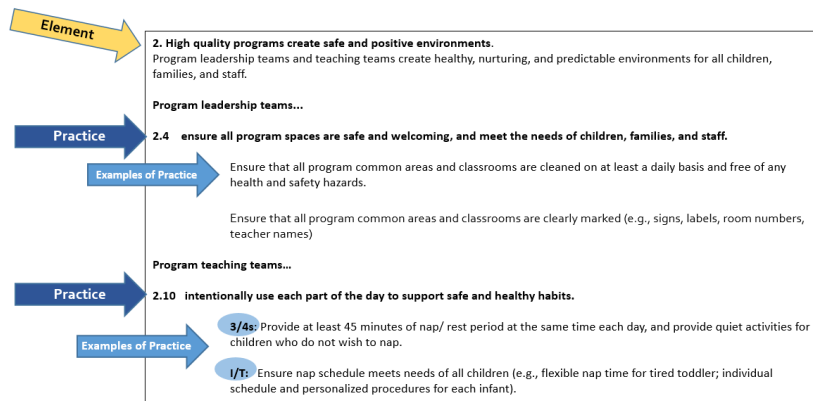 Element
2. High quality programs create safe and positive environments.
Program leadership teams and teaching teams create healthy, nurturing, and predictable environments for all children,
families, and staff.
Program leadership teams...
Practice
2.4 ensure all program spaces are safe and welcoming, and meet the needs of children, families, and staff.
Examples of Practice
Ensure that all program common areas and classrooms are cleaned on at least a daily basis and free of any
health and safety hazards.
Ensure that all program common areas and classrooms are clearly marked (e.g., signs, labels, room numbers,
teacher names)
Program teaching teams…
Practice
2.10 intentionally use each part of the day to support safe and healthy habits.
Examples of Practice
3/4s: Provide at least 45 minutes of nap/ rest period at the same time each day, and provide quiet activities for
children who do not wish to nap.
I/T: Ensure nap schedule meets needs of all children (e.g., flexible nap time for tired toddler; individual
schedule and personalized procedures for each infant).